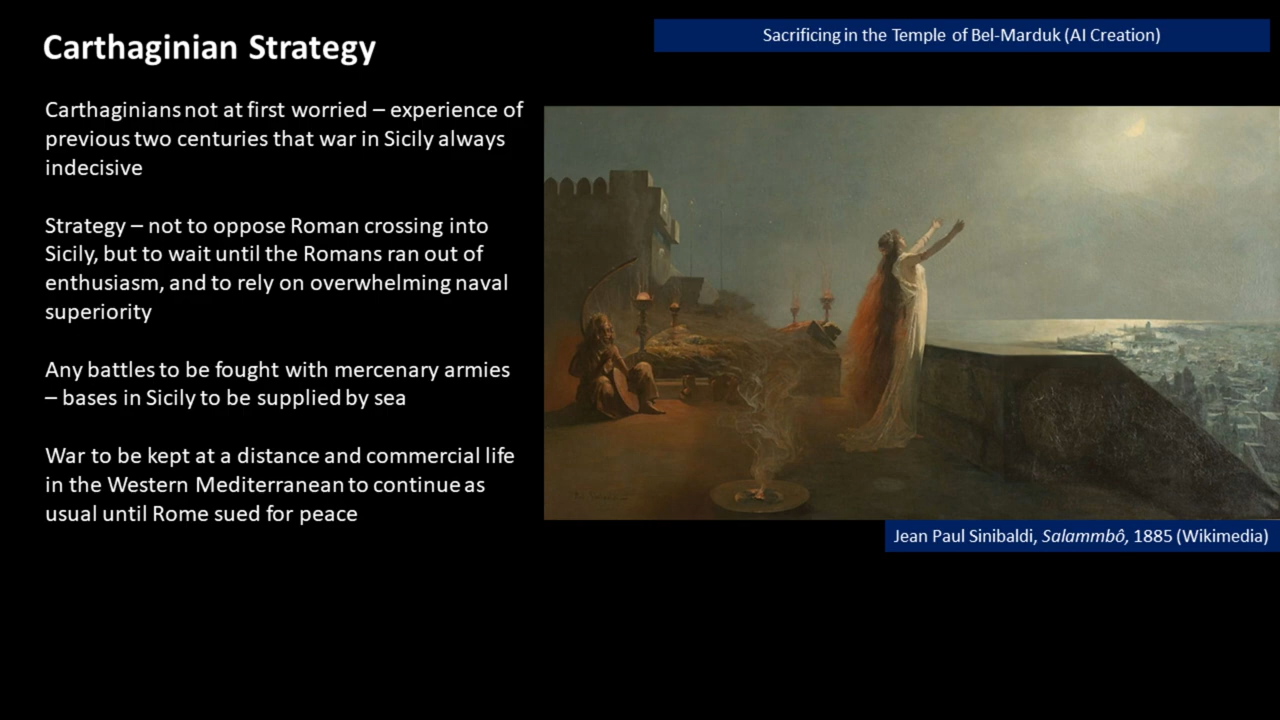 Carthaginian Strategy
Sacrificing in the Temple of Bel-Marduk (AI Creation)
Carthaginians not at first worried – experience of
previous two centuries that war in Sicily always
indecisive
Strategy – not to oppose Roman crossing into
Sicily, but to wait until the Romans ran out of
enthusiasm, and to rely on overwhelming naval
superiority
Any battles to be fought with mercenary armies
– bases in Sicily to be supplied by sea
War to be kept at a distance and commercial life
in the Western Mediterranean to continue as
usual until Rome sued for peace
Jean Paul Sinibaldi, Salammbô, 1885 (Wikimedia)